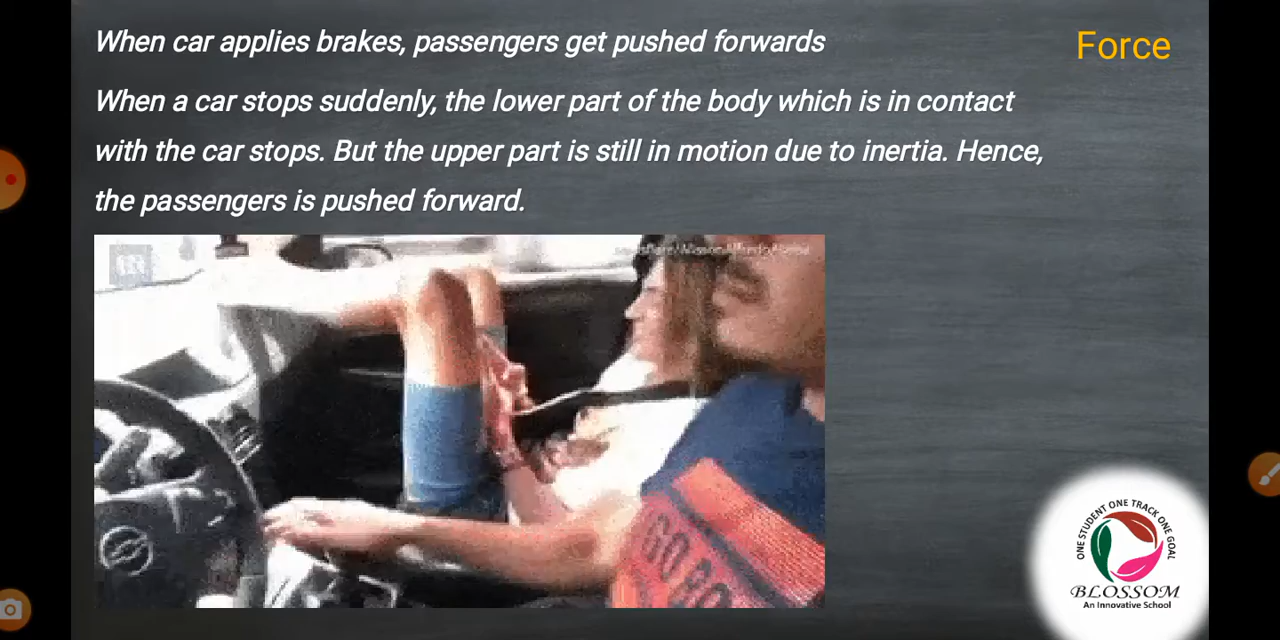 When car applies brakes, passengers get pushed forwards
Force
When a car stops suddenly, the lower part of the body which is in contact
with the car stops. But the upper part is still in motion due to inertia. Hence,
the passengers is pushed forward.
GO
ONE STUDENT ONE TRACK ONE GOAL
BLOSSOM
An Innovative School